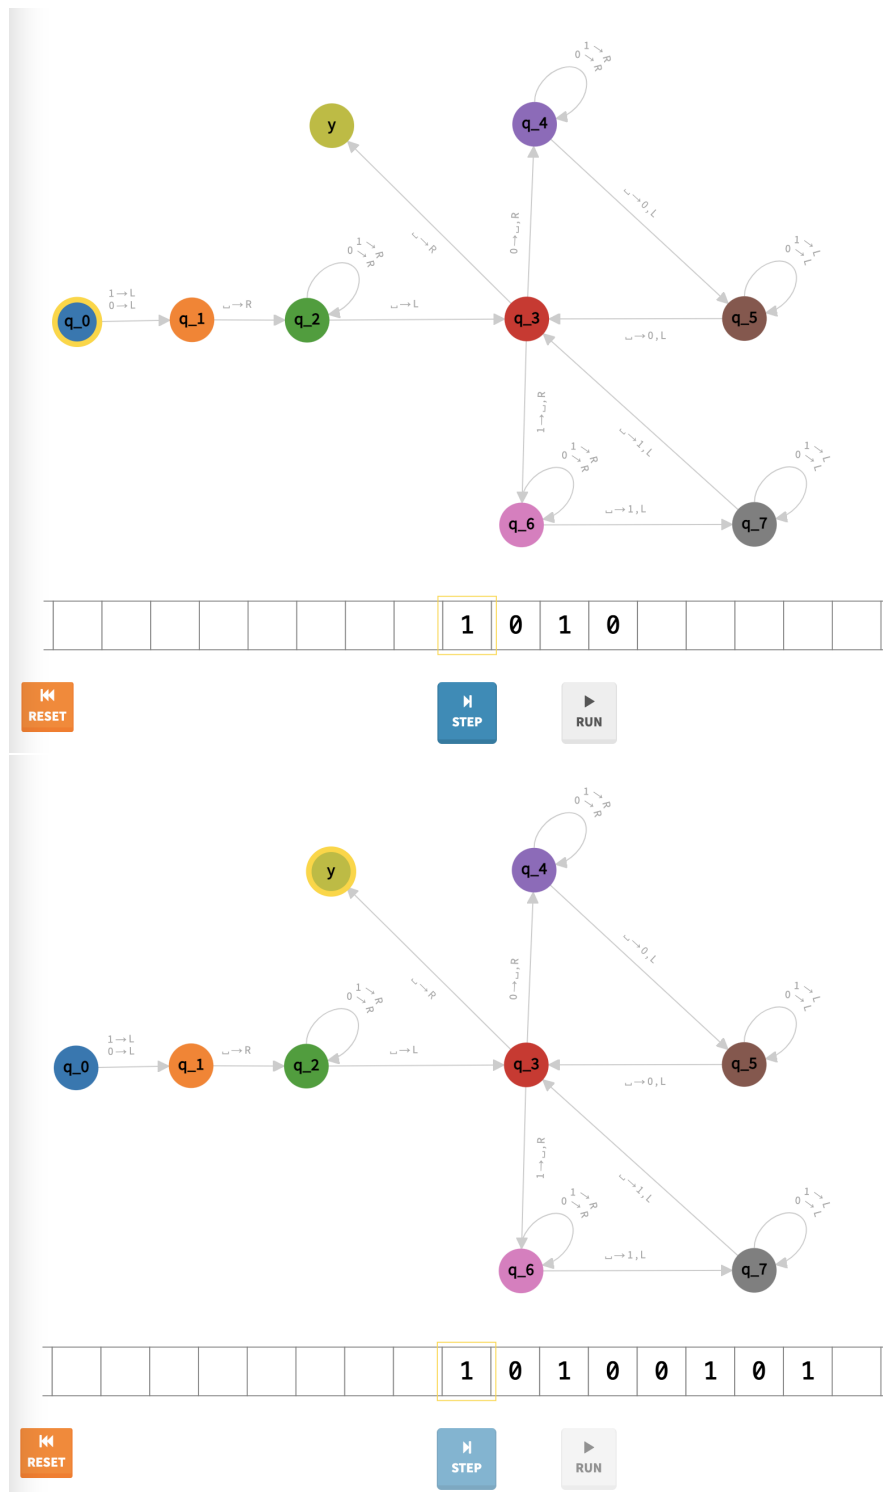 1→R
0→R
y
q_4
0→␣,R
␣→0,L
␣→R
1→R
0→R
1→L
0→L
1→L
0→L
␣→R
␣→L
q_0
q_1
q_2
q_3
q_5
␣→0,L
1→␣,R
␣→1,L
1→R
0→R
1→L
0→L
␣→1,L
q_6
q_7
1 0 1 0
RESET
STEP
RUN
1→R
0→R
y
q_4
0→␣,R
␣→0,L
␣→R
1→R
0→R
1→L
0→L
1→L
0→L
␣→R
␣→L
q_0
q_1
q_2
q_3
q_5
␣→0,L
1→␣,R
␣→1,L
1→R
0→R
1→L
0→L
␣→1,L
q_6
q_7
1 0 1 0 0 1 0 1
RESET
STEP
RUN